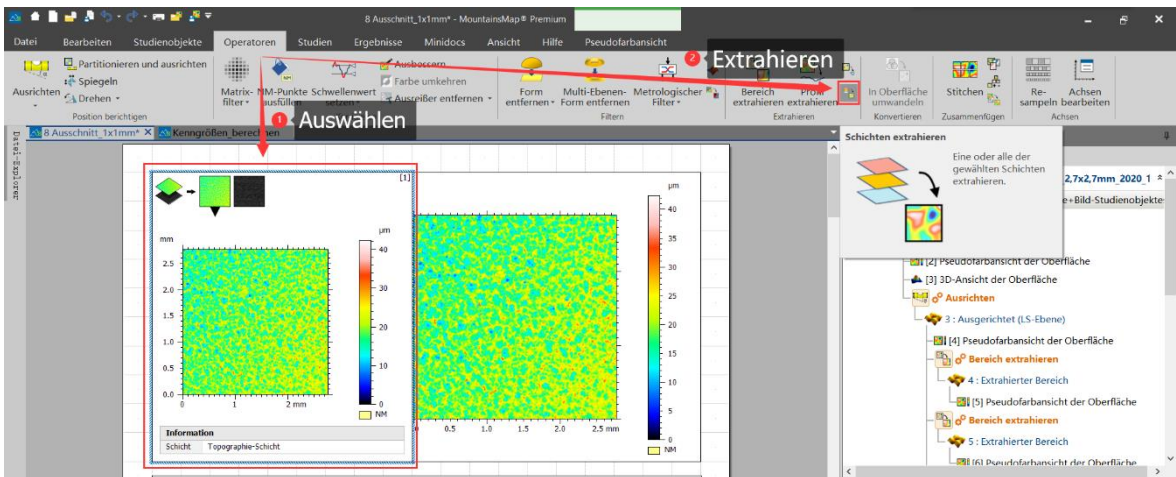 8 Ausschnitt_1x1mm* - MountainsMap® Premium
Datei Bearbeiten Studienobjekte Operatoren Studien Ergebnisse Minidocs Ansicht Hilfe Pseudofarbansicht
2 Extrahieren
Ausrichten
Partitionieren und ausrichten
Spiegeln
Drehen
Position berichtigen
Matrix-
filter
NM
NM-Punkte
ausfüllen
Schwellenwert
setzen
Ausbessern
Farbe umkehren
Ausreißer entfernen
Form
entfernen
Multi-Ebenen-
Form entfernen
Metrologischer
Filter
Filtern
Bereich
extrahieren
Profil
extrahieren
Extrahieren
In Oberfläche
umwandeln
Konvertieren
Stitchen
Zusammenfügen
Re-
sampeln
Achsen
bearbeiten
Achsen
1 Auswählen
Datei-Explorer
8 Ausschnitt_1x1mm*
Kenngrößen_berechnen
[1]
mm
2.5
2.0
1.5
1.0
0.5
0.0
0 1 2 mm
µm
40
30
20
10
0
NM
Information
Schicht Topographie-Schicht
0.5 1.0 1.5 2.0 2.5 mm
µm
40
35
30
25
20
15
10
5
0
NM
Schichten extrahieren
Eine oder alle der
gewählten Schichten
extrahieren.
2,7x2,7mm_2020_1
e+Bild-Studienobjekte
[2] Pseudofarbansicht der Oberfläche
[3] 3D-Ansicht der Oberfläche
Ausrichten
3 : Ausgerichtet (LS-Ebene)
[4] Pseudofarbansicht der Oberfläche
Bereich extrahieren
4 : Extrahierter Bereich
[5] Pseudofarbansicht der Oberfläche
Bereich extrahieren
5 : Extrahierter Bereich
[6] Pseudofarbansicht der Oberfläche